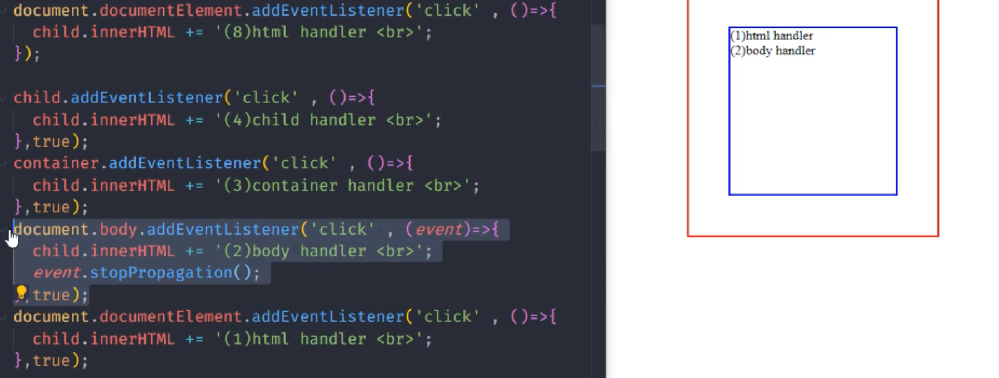 document.documentElement.addEventListener('click' , ()=>{
  child.innerHTML += '(8)html handler <br>';
});

child.addEventListener('click' , ()=>{
  child.innerHTML += '(4)child handler <br>';
},true);
container.addEventListener('click' , ()=>{
  child.innerHTML += '(3)container handler <br>';
},true);
document.body.addEventListener('click' , (event)=>{
  child.innerHTML += '(2)body handler <br>';
  event.stopPropagation();
},true);
document.documentElement.addEventListener('click' , ()=>{
  child.innerHTML += '(1)html handler <br>';
},true);
(1)html handler
(2)body handler